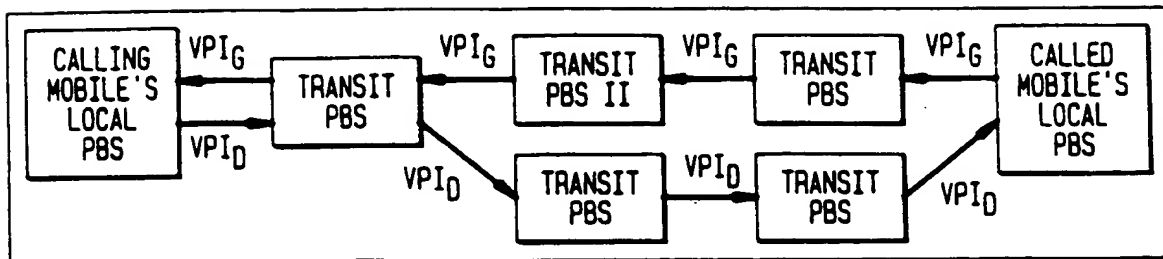 CALLING
MOBILE'S
LOCAL
PBS
VPIG
VPID
TRANSIT
PBS
VPIG
VPID
TRANSIT
PBS II
VPIG
TRANSIT
PBS
VPIG
CALLED
MOBILE'S
LOCAL
PBS
TRANSIT
PBS
VPID
TRANSIT
PBS
VPID